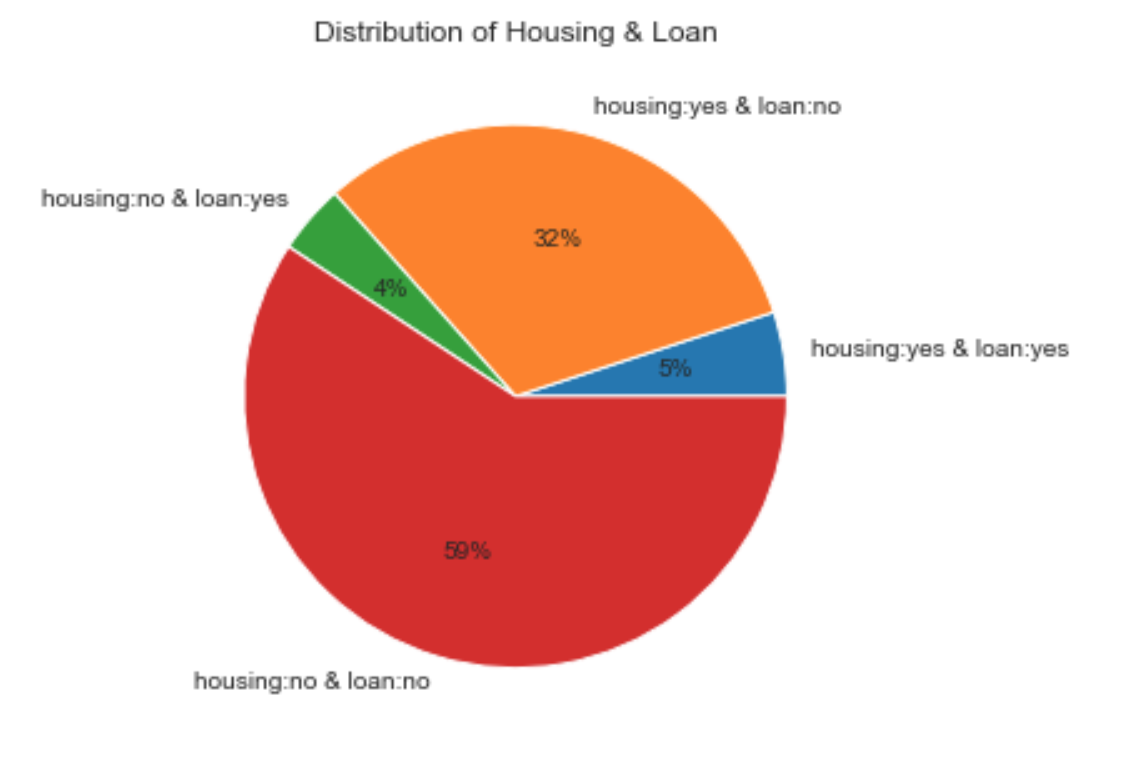 Distribution of Housing & Loan
housing:yes & loan:no
housing:no & loan:yes
32%
4%
housing:yes & loan:yes
5%
59%
housing:no & loan:no